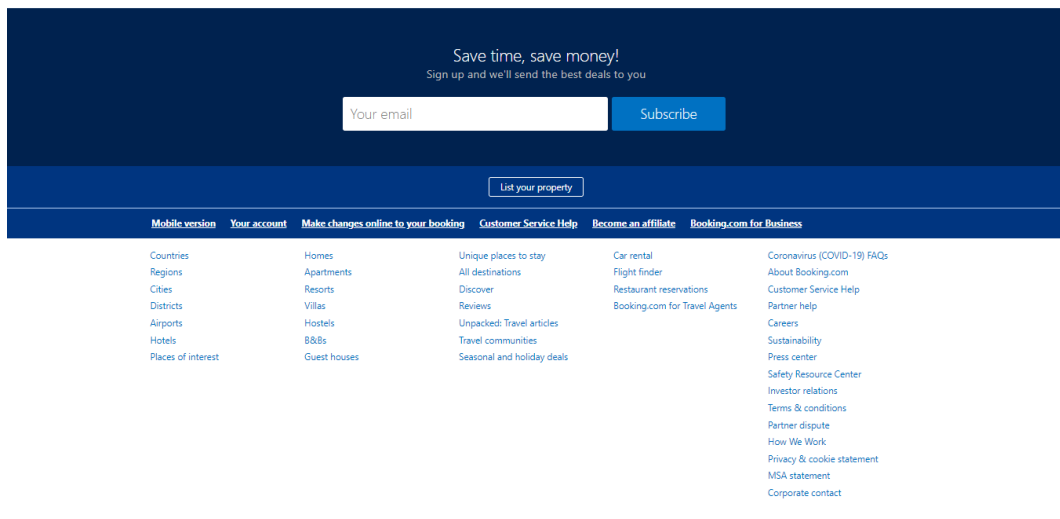 Save time, save money!
Sign up and we'll send the best deals to you
Your email
Subscribe
List your property
Mobile version
Your account
Make changes online to your booking
Customer Service Help
Become an affiliate
Booking.com for Business
Countries
Regions
Cities
Districts
Airports
Hotels
Places of interest
Homes
Apartments
Resorts
Villas
Hostels
B&Bs
Guest houses
Unique places to stay
All destinations
Discover
Reviews
Unpacked: Travel articles
Travel communities
Seasonal and holiday deals
Car rental
Flight finder
Restaurant reservations
Booking.com for Travel Agents
Coronavirus (COVID-19) FAQs
About Booking.com
Customer Service Help
Partner help
Careers
Sustainability
Press center
Safety Resource Center
Investor relations
Terms & conditions
Partner dispute
How We Work
Privacy & cookie statement
MSA statement
Corporate contact